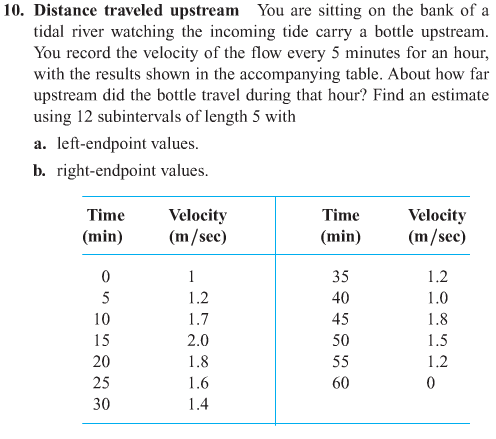 10. Distance traveled upstream You are sitting on the bank of a
tidal river watching the incoming tide carry a bottle upstream.
You record the velocity of the flow every 5 minutes for an hour,
with the results shown in the accompanying table. About how far
upstream did the bottle travel during that hour? Find an estimate
using 12 subintervals of length 5 with
a. left-endpoint values.
b. right-endpoint values.
Time Velocity Time Velocity
(min) (m/sec) (min) (m/sec)
0 1 35 1.2
5 1.2 40 1.0
10 1.7 45 1.8
15 2.0 50 1.5
20 1.8 55 1.2
25 1.6 60 0
30 1.4